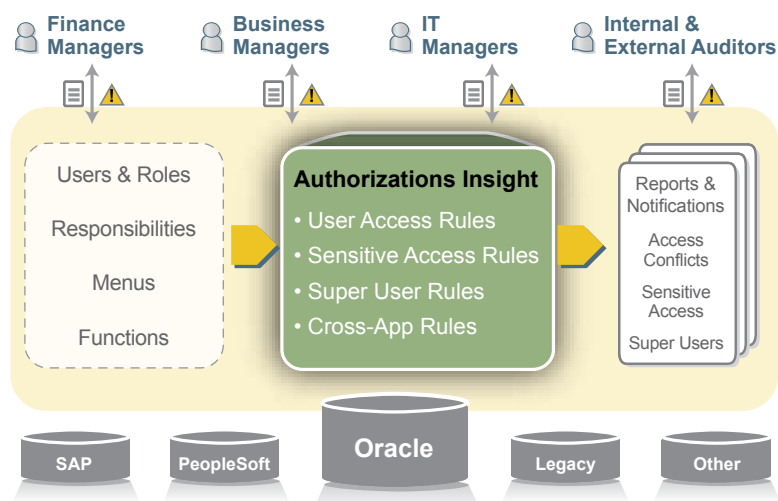 Finance
Managers
Business
Managers
IT
Managers
Internal &
External Auditors
Users & Roles
Responsibilities
Menus
Functions
Authorizations Insight
• User Access Rules
• Sensitive Access Rules
• Super User Rules
• Cross-App Rules
Reports &
Notifications
Access
Conflicts
Sensitive
Access
Super Users
SAP
PeopleSoft
Oracle
Legacy
Other